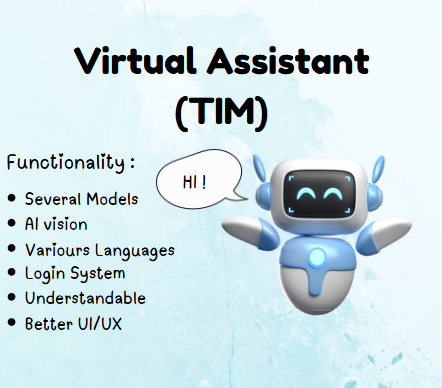 Virtual Assistant
(TIM)
Functionality :
HI !
• Several Models
• AI vision
• Variours Languages
• Login System
• Understandable
• Better UI/UX